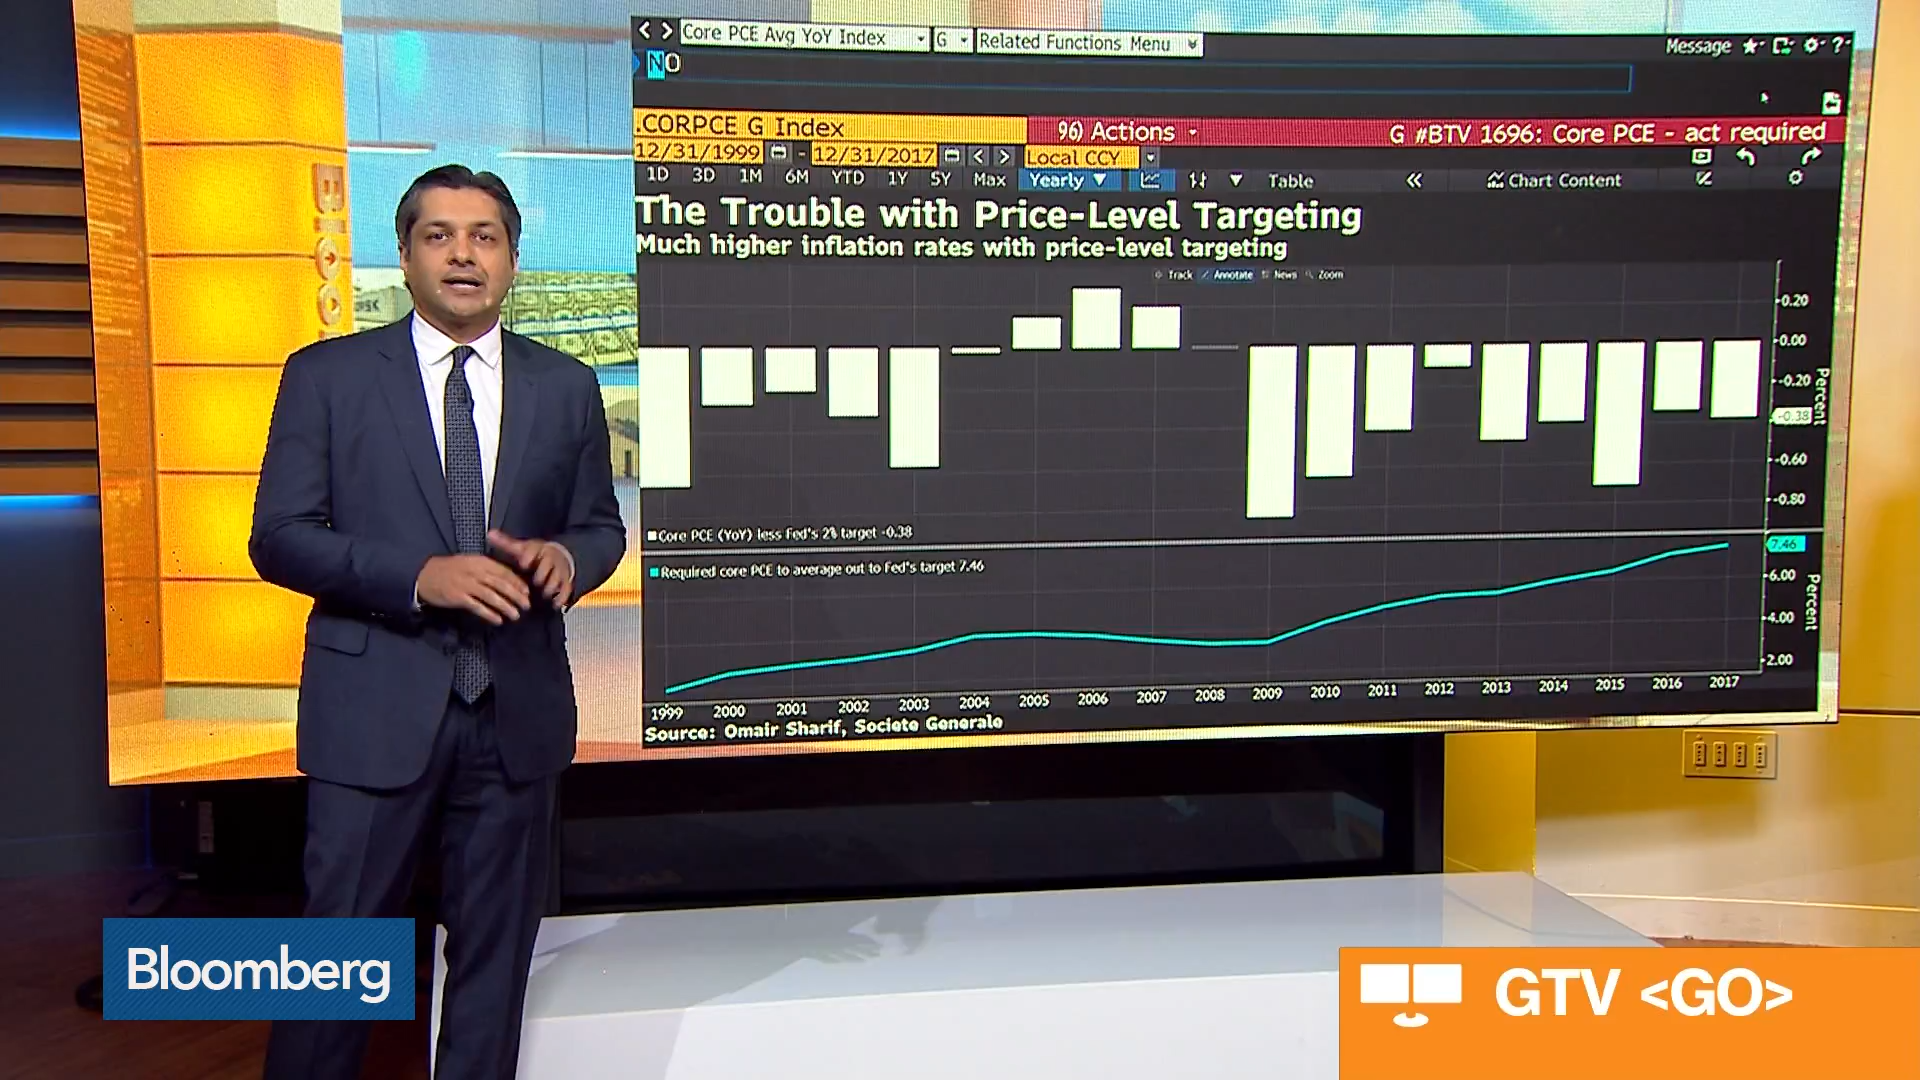 Core PCE Avg YoY Index G Related Functions Menu
Message
NO
.CORPCE G Index 96) Actions G #BTV 1696: Core PCE - act required
12/31/1999 - 12/31/2017 Local CCY
1D 3D 1M 6M YTD 1Y 5Y Max Yearly Table Chart Content
The Trouble with Price-Level Targeting
Much higher inflation rates with price-level targeting
Track Annotate News Zoom
0.20
0.00
-0.20
-0.38
-0.60
-0.80
Percent
Core PCE (YoY) less Fed's 2% target -0.38
Required core PCE to average out to Fed's target 7.46
7.46
6.00
4.00
2.00
Percent
1999 2000 2001 2002 2003 2004 2005 2006 2007 2008 2009 2010 2011 2012 2013 2014 2015 2016 2017
Source: Omair Sharif, Societe Generale
Bloomberg
GTV <GO>